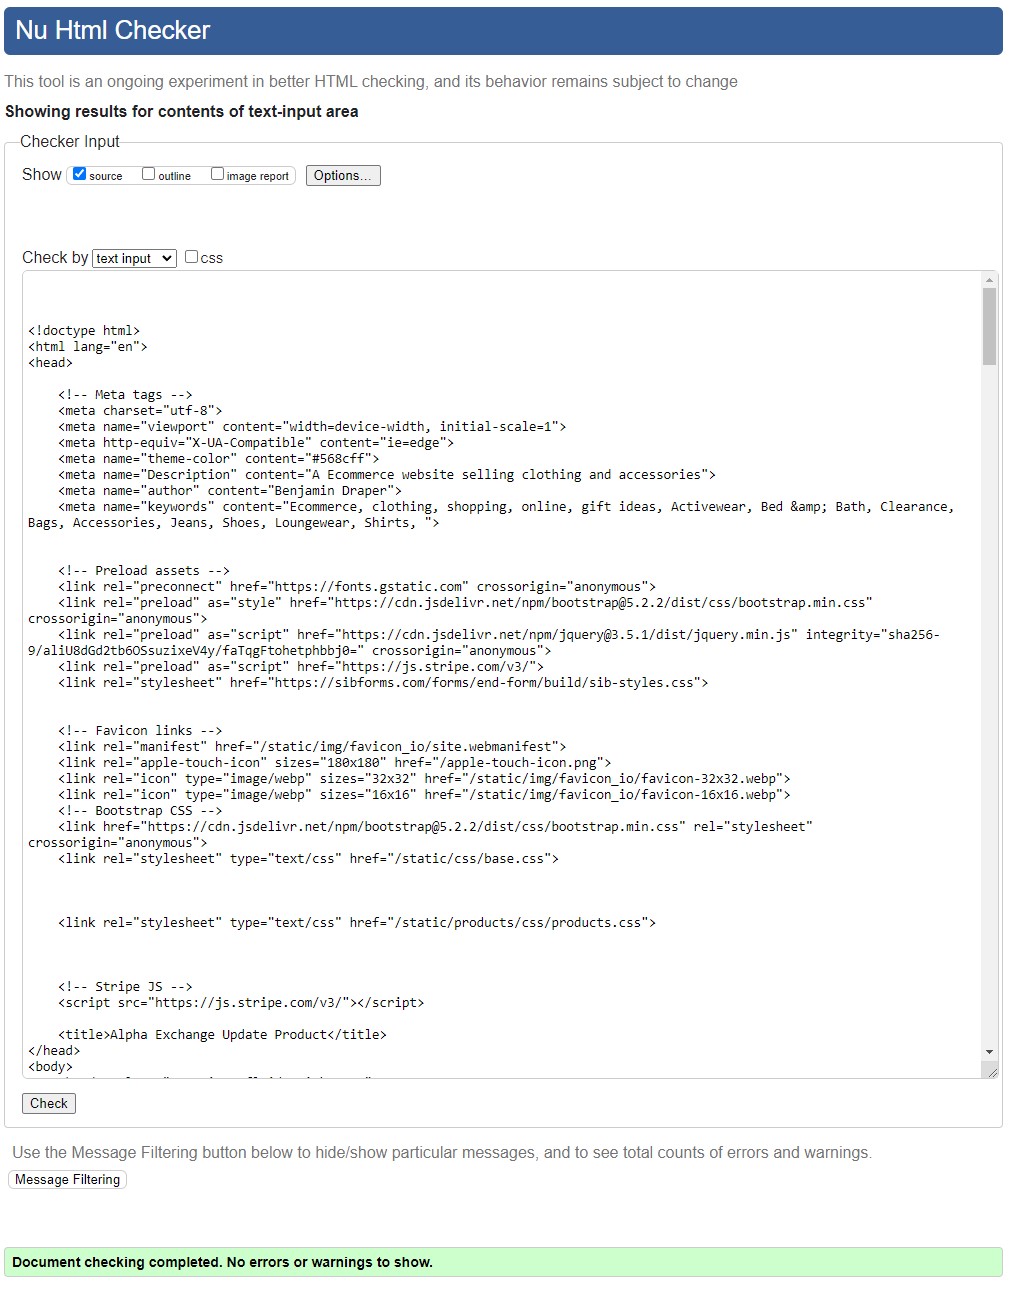 Nu Html Checker
This tool is an ongoing experiment in better HTML checking, and its behavior remains subject to change
Showing results for contents of text-input area
Checker Input
Show source outline image report Options...
Check by text input css
<!doctype html>
<html lang="en">
<head>
<!-- Meta tags -->
<meta charset="utf-8">
<meta name="viewport" content="width=device-width, initial-scale=1">
<meta http-equiv="X-UA-Compatible" content="ie=edge">
<meta name="theme-color" content="#568cff">
<meta name="Description" content="A Ecommerce website selling clothing and accessories">
<meta name="author" content="Benjamin Draper">
<meta name="keywords" content="Ecommerce, clothing, shopping, online, gift ideas, Activewear, Bed &amp; Bath, Clearance,
Bags, Accessories, Jeans, Shoes, Loungewear, Shirts, ">
<!-- Preload assets -->
<link rel="preconnect" href="https://fonts.gstatic.com" crossorigin="anonymous">
<link rel="preload" as="style" href="https://cdn.jsdelivr.net/npm/bootstrap@5.2.2/dist/css/bootstrap.min.css"
crossorigin="anonymous">
<link rel="preload" as="script" href="https://cdn.jsdelivr.net/npm/jquery@3.5.1/dist/jquery.min.js" integrity="sha256-
9/aliU8dGd2tb6OSsuzixeV4y/faTqgFtohetphbbj0=" crossorigin="anonymous">
<link rel="preload" as="script" href="https://js.stripe.com/v3/">
<link rel="stylesheet" href="https://sibforms.com/forms/end-form/build/sib-styles.css">
<!-- Favicon links -->
<link rel="manifest" href="/static/img/favicon_io/site.webmanifest">
<link rel="apple-touch-icon" sizes="180x180" href="/apple-touch-icon.png">
<link rel="icon" type="image/webp" sizes="32x32" href="/static/img/favicon_io/favicon-32x32.webp">
<link rel="icon" type="image/webp" sizes="16x16" href="/static/img/favicon_io/favicon-16x16.webp">
<!-- Bootstrap CSS -->
<link href="https://cdn.jsdelivr.net/npm/bootstrap@5.2.2/dist/css/bootstrap.min.css" rel="stylesheet"
crossorigin="anonymous">
<link rel="stylesheet" type="text/css" href="/static/css/base.css">
<link rel="stylesheet" type="text/css" href="/static/products/css/products.css">
<!-- Stripe JS -->
<script src="https://js.stripe.com/v3/"></script>
<title>Alpha Exchange Update Product</title>
</head>
<body>
Check
Use the Message Filtering button below to hide/show particular messages, and to see total counts of errors and warnings.
Message Filtering
Document checking completed. No errors or warnings to show.